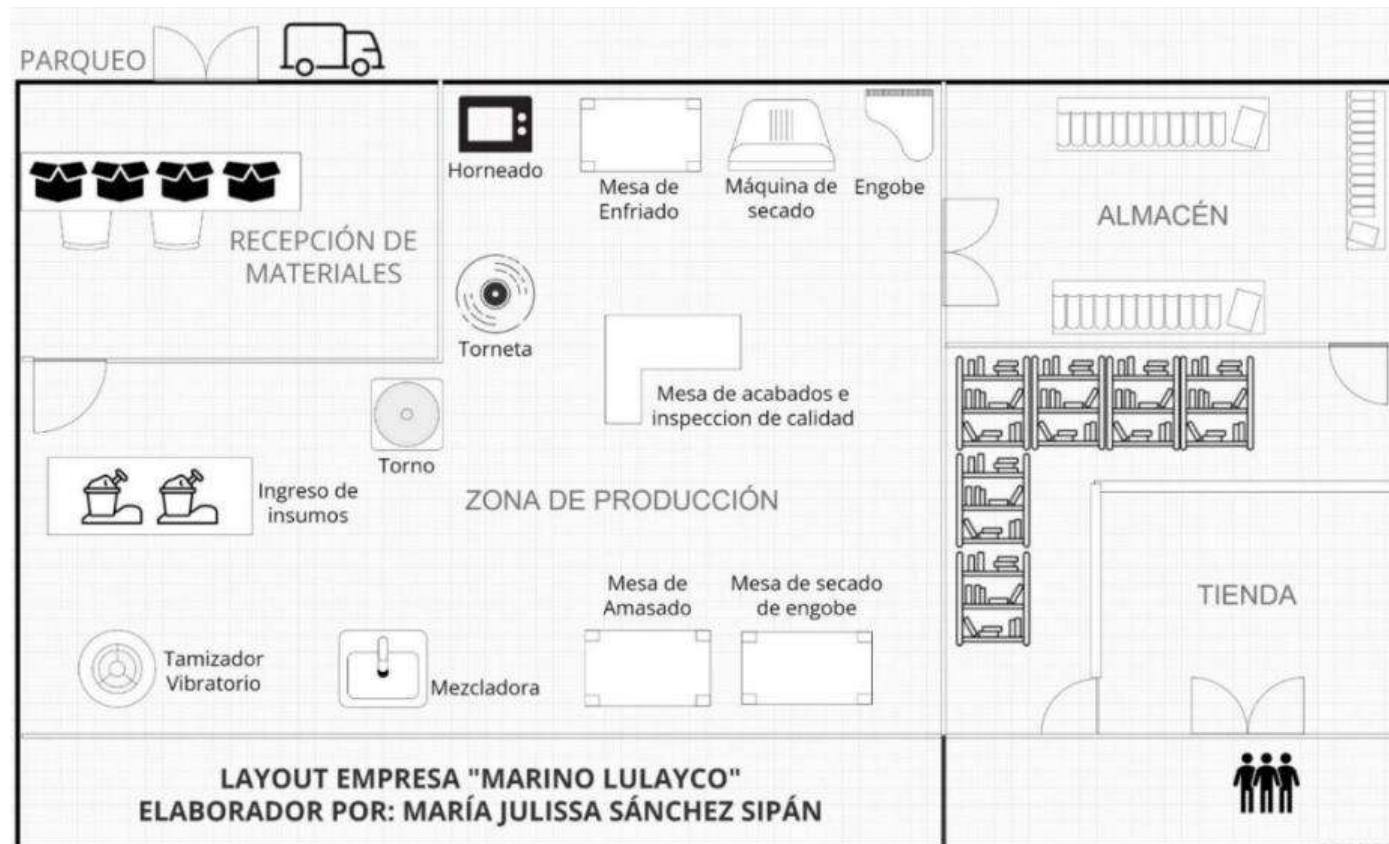 PARQUEO
Horneado
Mesa de
Enfriado
Máquina de
secado
Engobe
RECEPCIÓN DE
MATERIALES
ALMACÉN
Torneta
Mesa de acabados e
inspeccion de calidad
Torno
Ingreso de
insumos
ZONA DE PRODUCCIÓN
Mesa de
Amasado
Mesa de secado
de engobe
TIENDA
Tamizador
Vibratorio
Mezcladora
LAYOUT EMPRESA "MARINO LULAYCO"
ELABORADOR POR: MARÍA JULISSA SÁNCHEZ SIPÁN